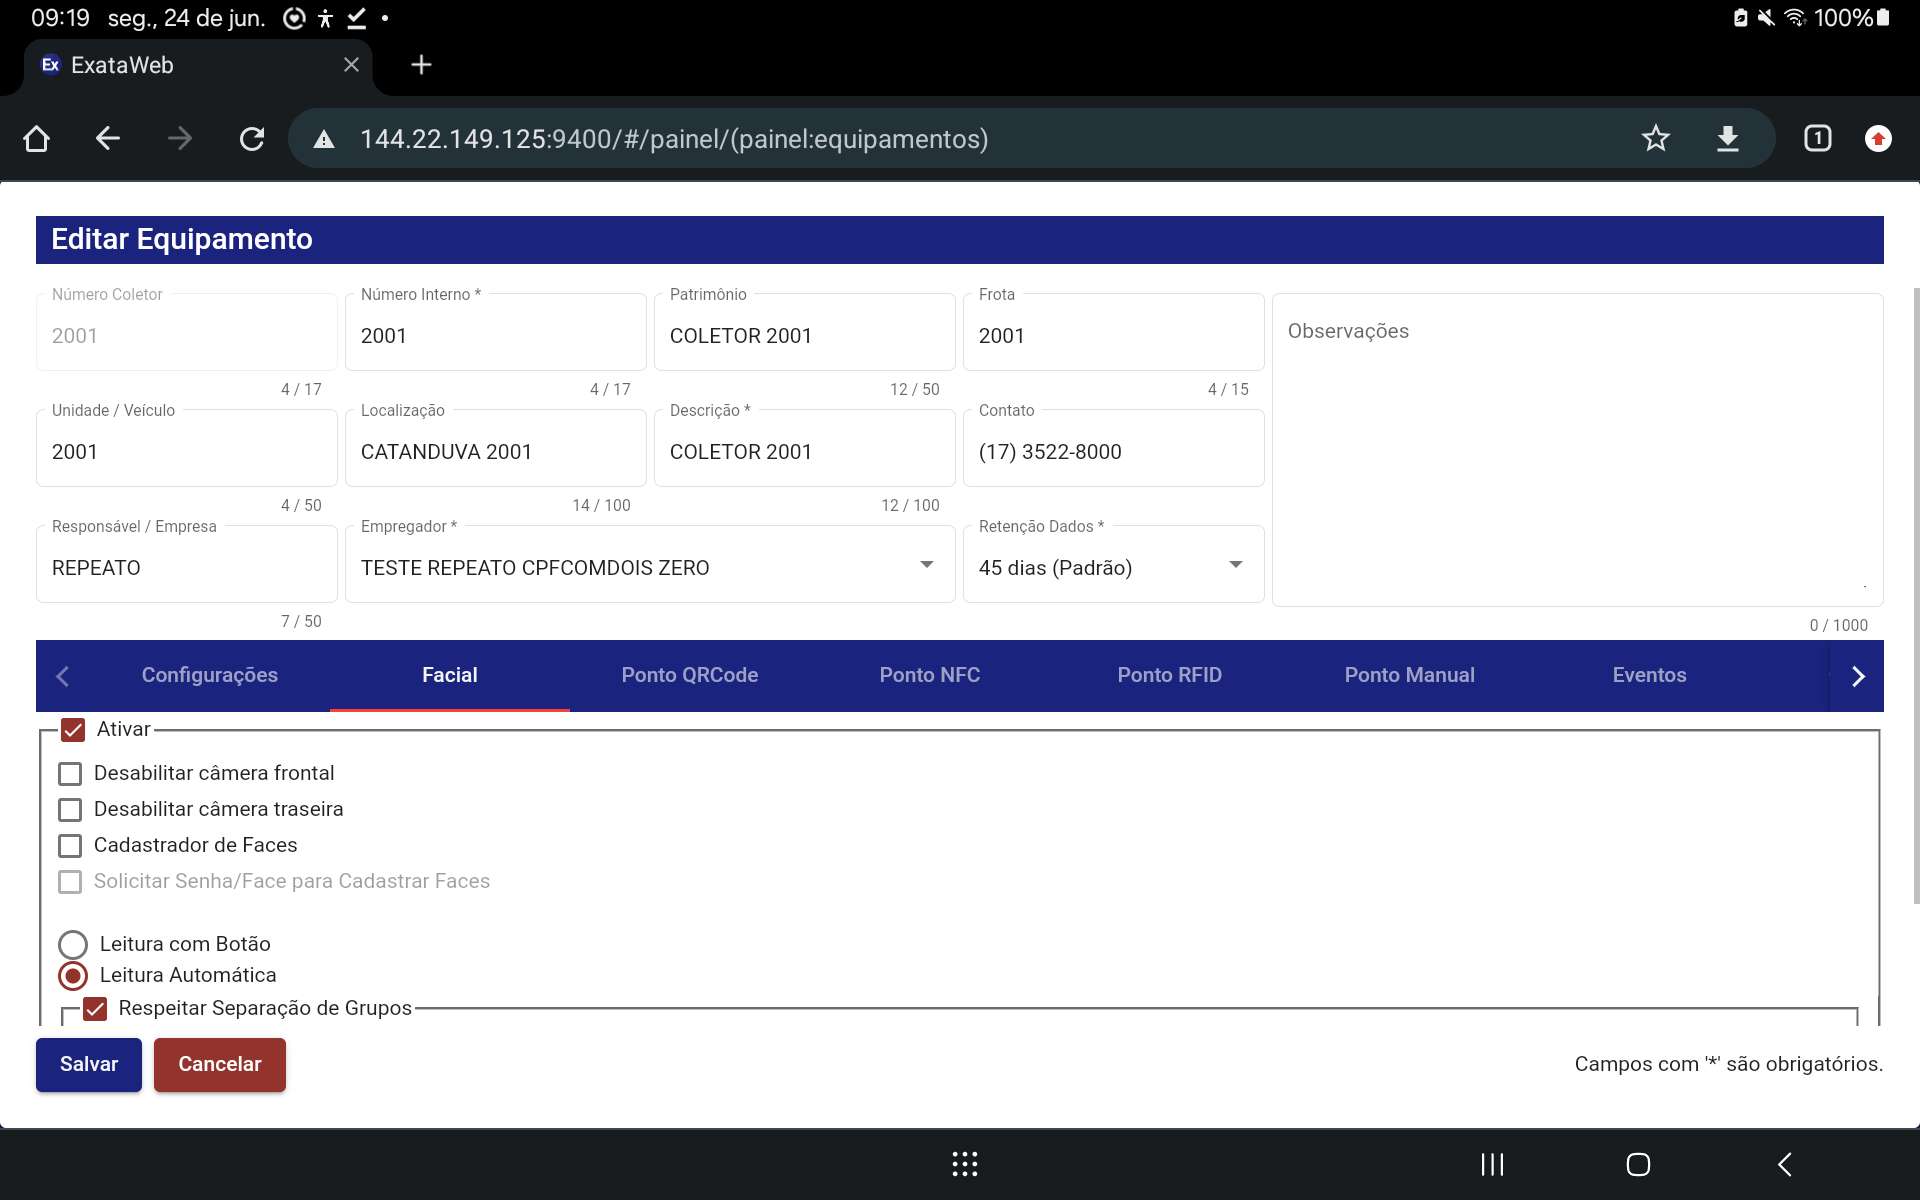 09:19 seg., 24 de jun. 100%
Ex ExataWeb
144.22.149.125:9400/#/painel/(painel:equipamentos) 1
Editar Equipamento
Número Coletor Número Interno * Patrimônio Frota
2001 2001 COLETOR 2001 2001 Observações
4 / 17 4 / 17 12 / 50 4 / 15
Unidade / Veículo Localização Descrição * Contato
2001 CATANDUVA 2001 COLETOR 2001 (17) 3522-8000
4 / 50 14 / 100 12 / 100
Responsável / Empresa Empregador * Retenção Dados *
REPEATO TESTE REPEATO CPFCOMDOIS ZERO 45 dias (Padrão)
7 / 50 0 / 1000
Configurações Facial Ponto QRCode Ponto NFC Ponto RFID Ponto Manual Eventos
Ativar
Desabilitar câmera frontal
Desabilitar câmera traseira
Cadastrador de Faces
Solicitar Senha/Face para Cadastrar Faces
Leitura com Botão
Leitura Automática
Respeitar Separação de Grupos
Salvar Cancelar Campos com '*' são obrigatórios.